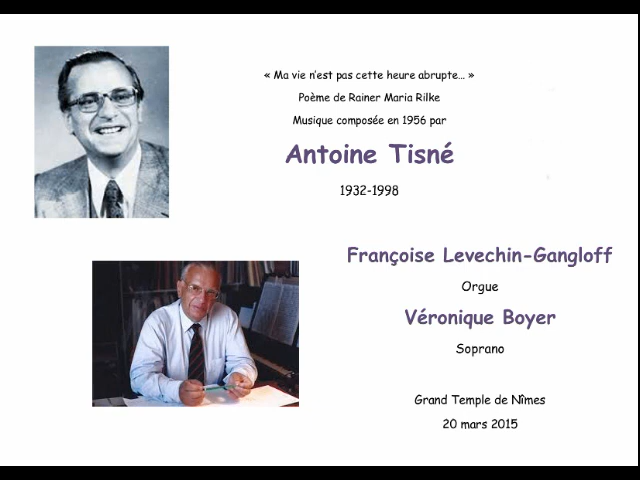 « Ma vie n'est pas cette heure abrupte... »
Poème de Rainer Maria Rilke
Musique composée en 1956 par
Antoine Tisné
1932-1998
Françoise Levechin-Gangloff
Orgue
Véronique Boyer
Soprano
Grand Temple de Nîmes
20 mars 2015